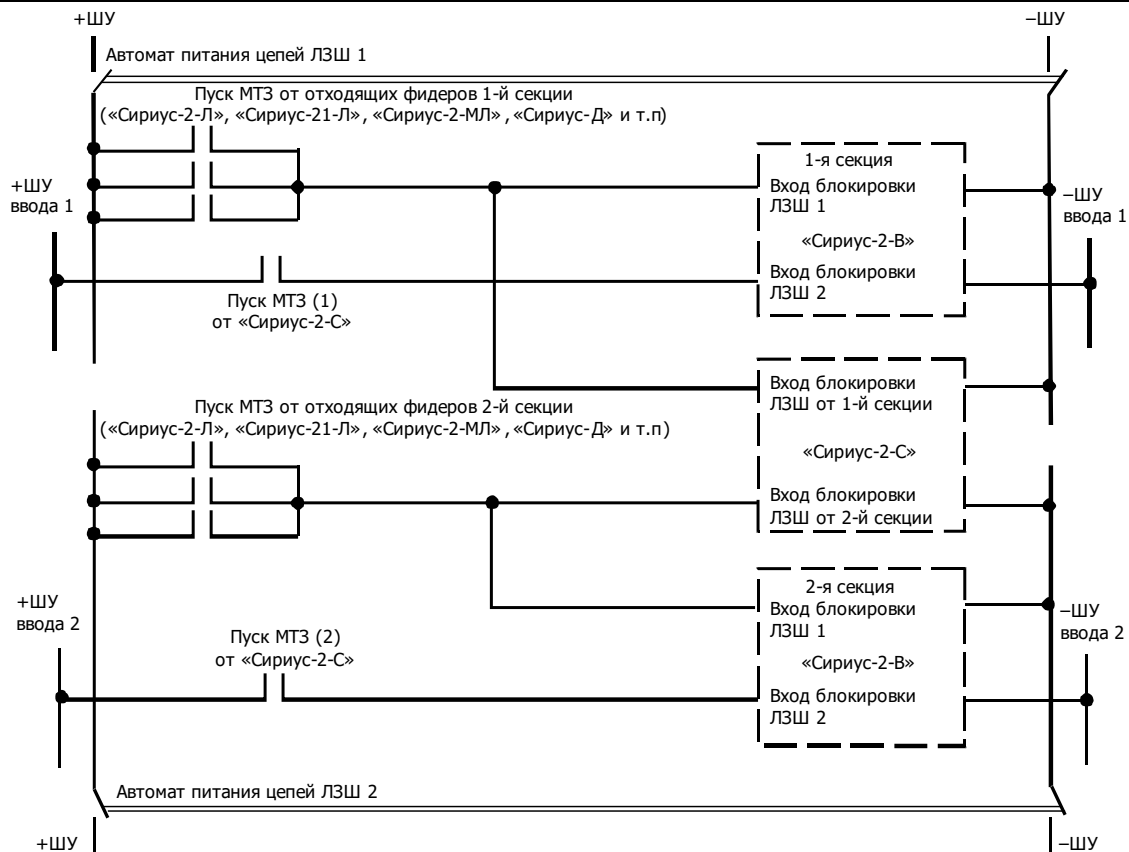 +ШУ
–ШУ
Автомат питания цепей ЛЗШ 1
Пуск МТЗ от отходящих фидеров 1-й секции
(«Сириус-2-Л», «Сириус-21-Л», «Сириус-2-МЛ» , «Сириус-Д» и т.п)
+ШУ
ввода 1
1-я секция
Вход блокировки
ЛЗШ 1
«Сириус-2-В»
Вход блокировки
ЛЗШ 2
–ШУ
ввода 1
Пуск МТЗ (1)
от «Сириус-2-С»
Вход блокировки
ЛЗШ от 1-й секции
«Сириус-2-С»
Вход блокировки
ЛЗШ от 2-й секции
Пуск МТЗ от отходящих фидеров 2-й секции
(«Сириус-2-Л», «Сириус-21-Л», «Сириус-2-МЛ» , «Сириус-Д» и т.п)
+ШУ
ввода 2
2-я секция
Вход блокировки
ЛЗШ 1
«Сириус-2-В»
Вход блокировки
ЛЗШ 2
–ШУ
ввода 2
Пуск МТЗ (2)
от «Сириус-2-С»
Автомат питания цепей ЛЗШ 2
+ШУ
–ШУ